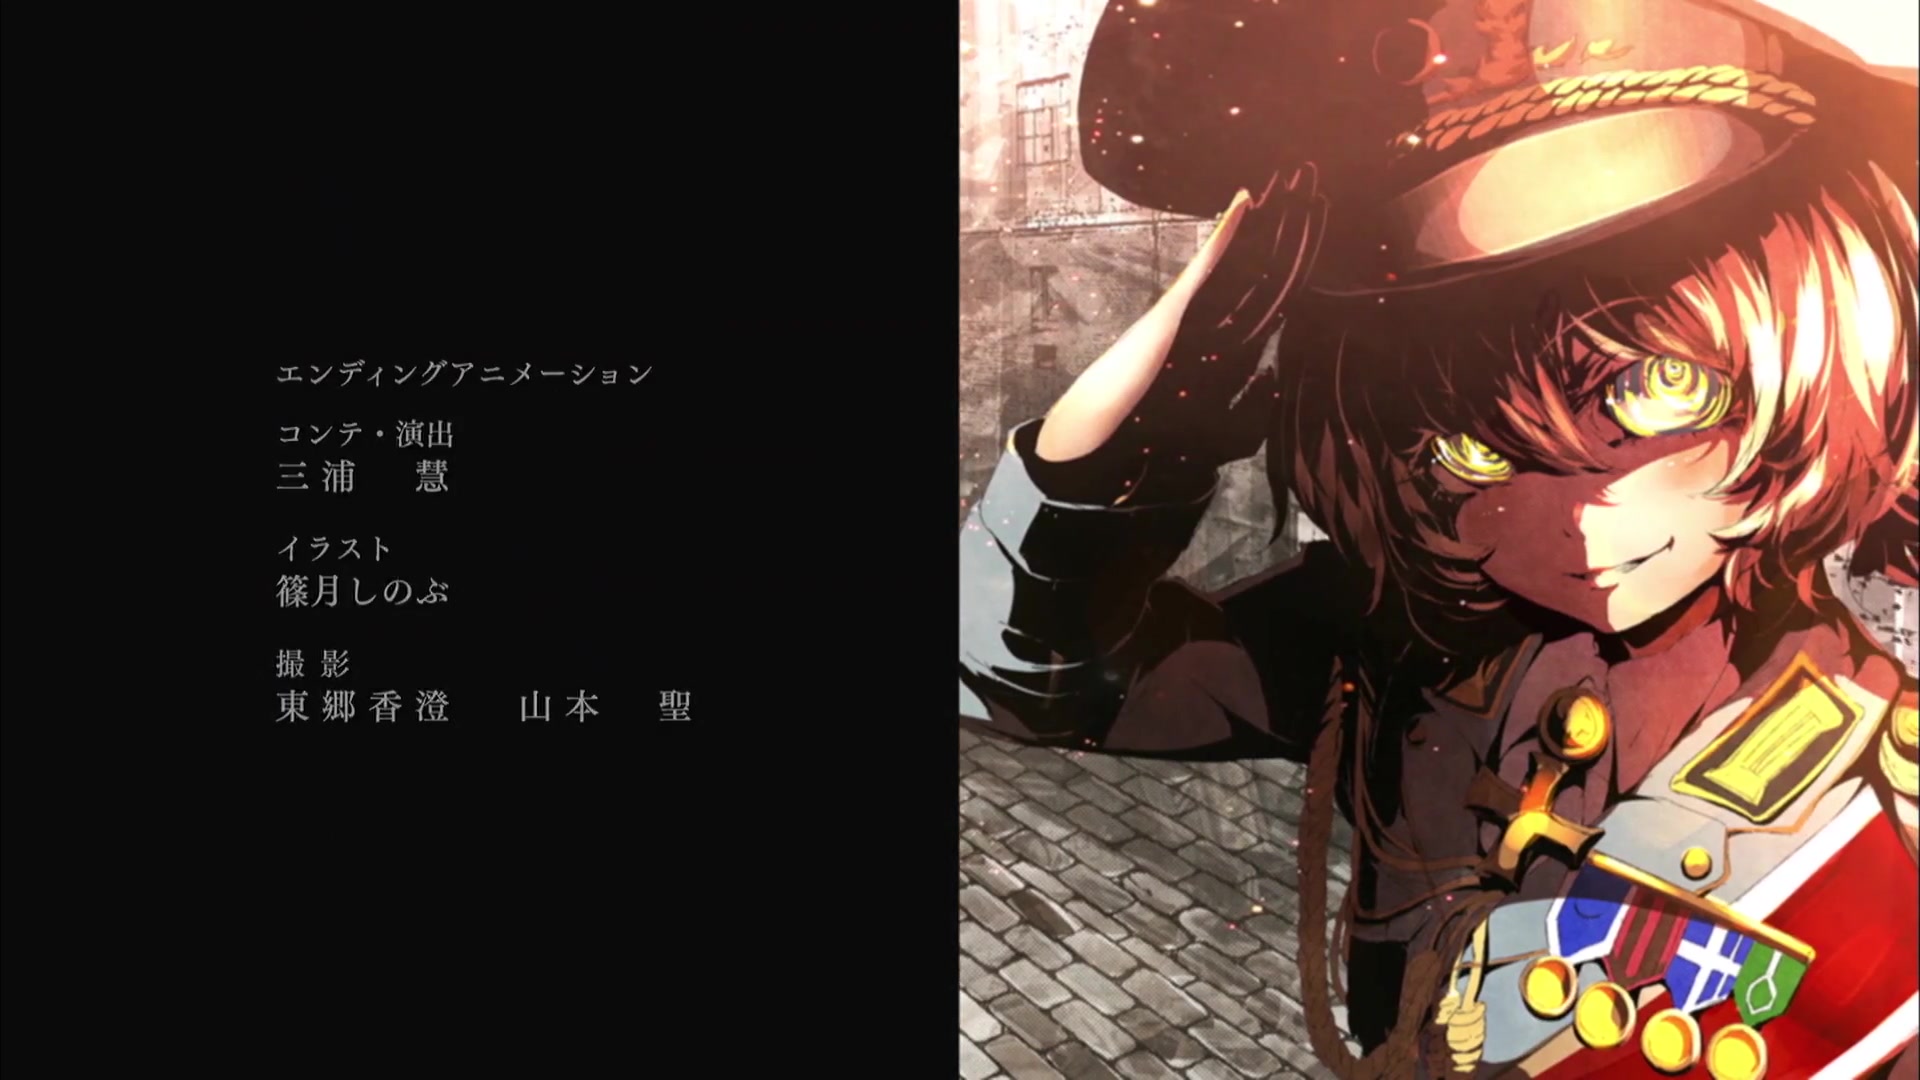 エンディングアニメーション
コンテ・演出
三浦　慧
イラスト
篠月しのぶ
撮影
東郷香澄　山本　聖